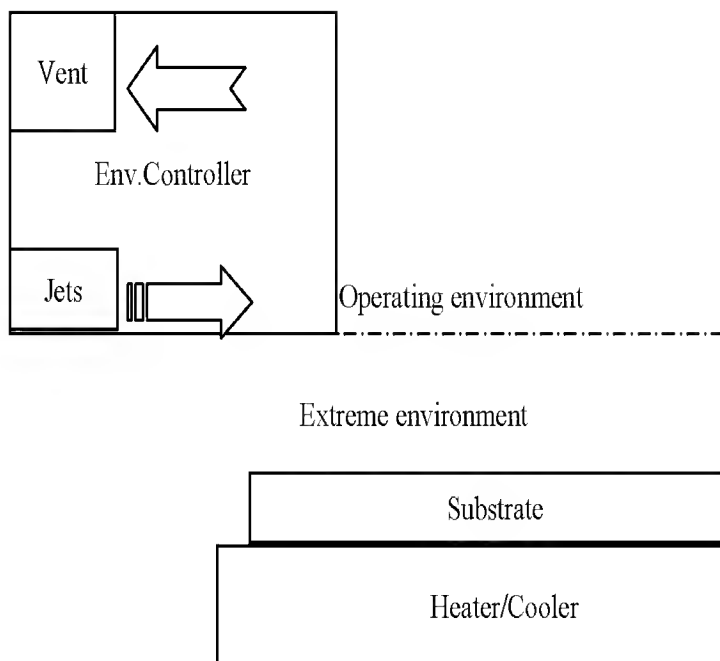 Vent
Env.Controller
Jets
Operating environment
Extreme environment
Substrate
Heater/Cooler